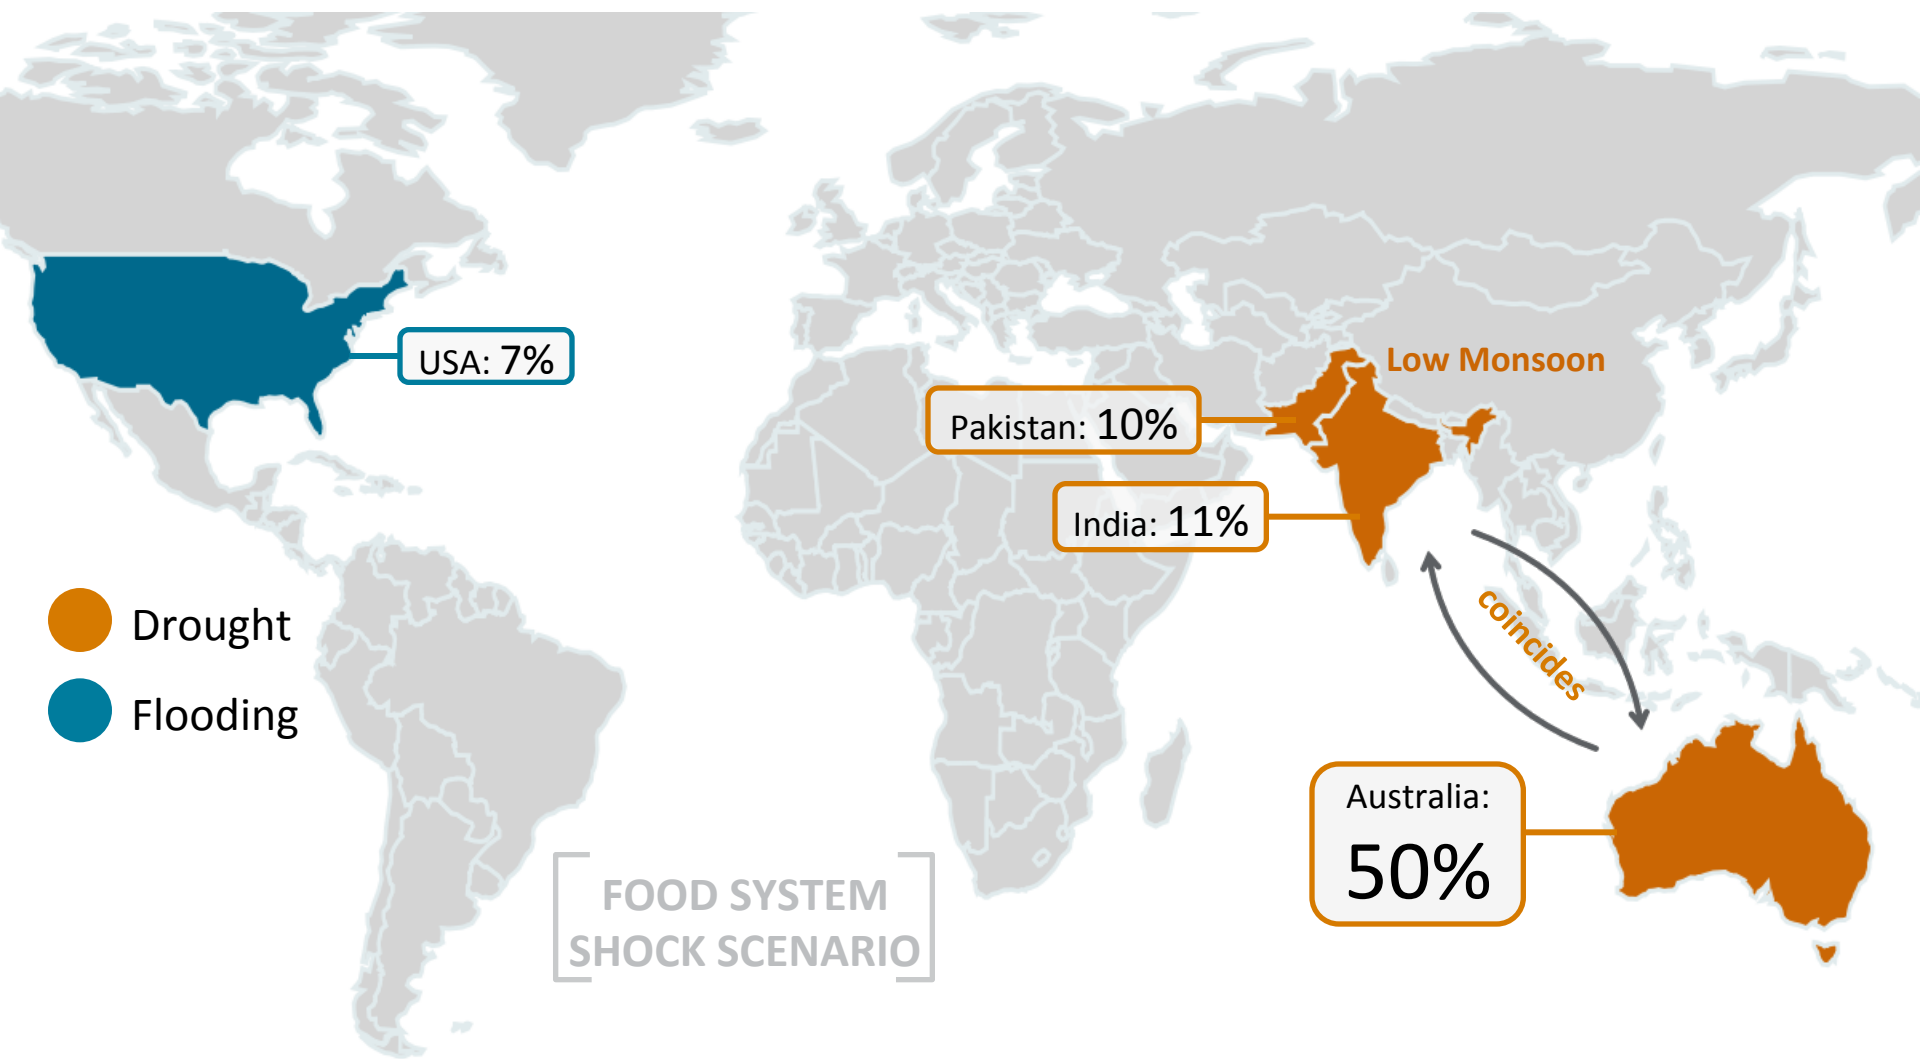 USA: 7%
Low Monsoon
Pakistan: 10%
India: 11%
coincides
Drought
Flooding
Australia:
50%
FOOD SYSTEM
SHOCK SCENARIO